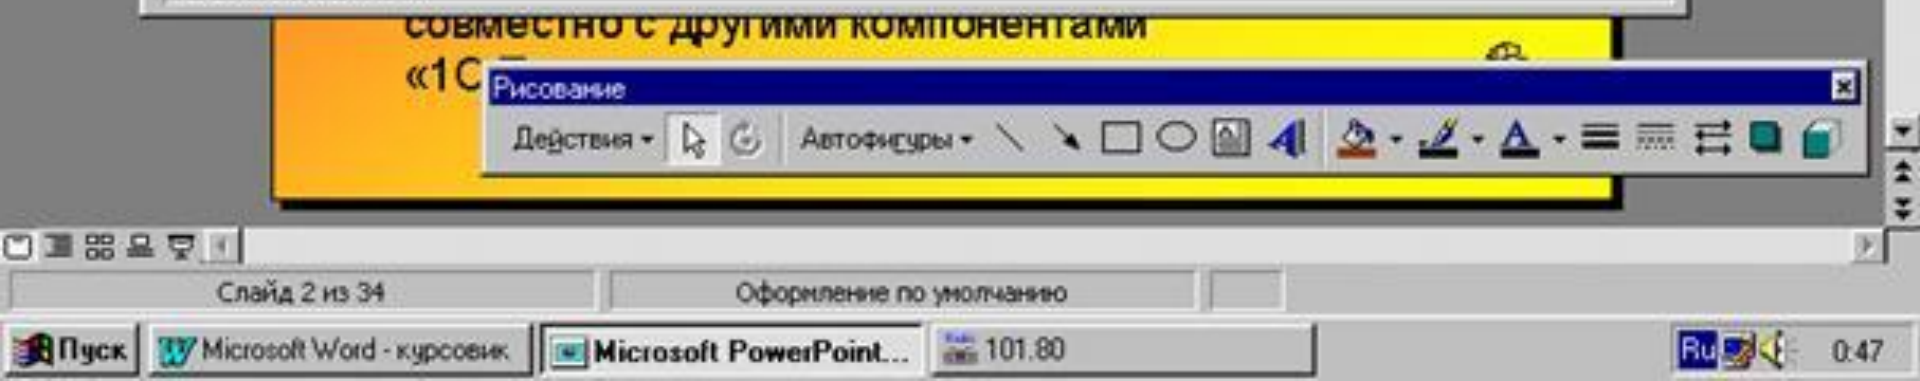 совместно с другими компонентами
«1С
Рисование
Действия Автофигуры
Слайд 2 из 34 Оформление по умолчанию
Пуск Microsoft Word - курсовик Microsoft PowerPoint... 101.80 Ru 0:47